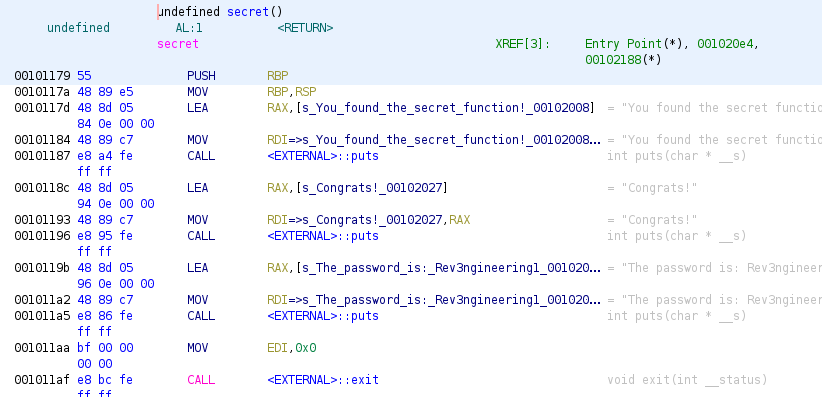 undefined secret()
undefined AL:1 <RETURN>
secret XREF[3]: Entry Point(*), 001020e4,
00102188(*)
00101179 55 PUSH RBP
0010117a 48 89 e5 MOV RBP,RSP
0010117d 48 8d 05 LEA RAX,[s_You_found_the_secret_function!_00102008] = "You found the secret functio
84 0e 00 00
00101184 48 89 c7 MOV RDI=>s_You_found_the_secret_function!_00102008... = "You found the secret functio
00101187 e8 a4 fe CALL <EXTERNAL>::puts int puts(char * __s)
ff ff
0010118c 48 8d 05 LEA RAX,[s_Congrats!_00102027] = "Congrats!"
94 0e 00 00
00101193 48 89 c7 MOV RDI=>s_Congrats!_00102027,RAX = "Congrats!"
00101196 e8 95 fe CALL <EXTERNAL>::puts int puts(char * __s)
ff ff
0010119b 48 8d 05 LEA RAX,[s_The_password_is:_Rev3ngineering1_001020... = "The password is: Rev3ngineer
96 0e 00 00
001011a2 48 89 c7 MOV RDI=>s_The_password_is:_Rev3ngineering1_001020... = "The password is: Rev3ngineer
001011a5 e8 86 fe CALL <EXTERNAL>::puts int puts(char * __s)
ff ff
001011aa bf 00 00 MOV EDI,0x0
00 00
001011af e8 bc fe CALL <EXTERNAL>::exit void exit(int __status)
ff ff